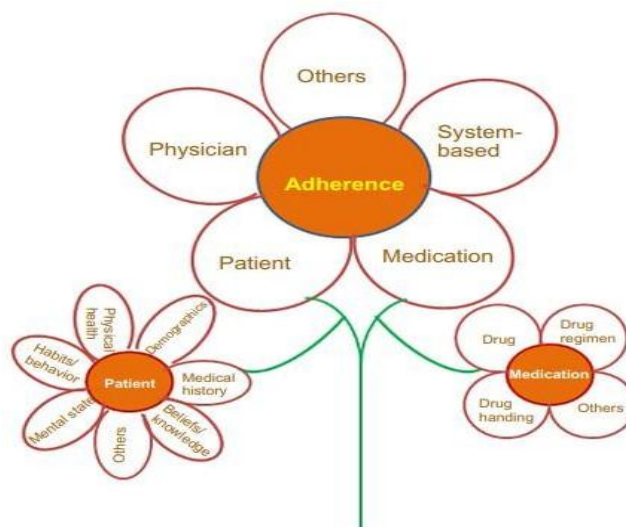 Others
Physician
System-
based
Adherence
Patient
Medication
Physical
health
Demographics
Habits/
behavior
Patient
Medical
history
Mental state
Others
Beliefs/
knowledge
Drug
Drug
regimen
Medication
Drug
handing
Others